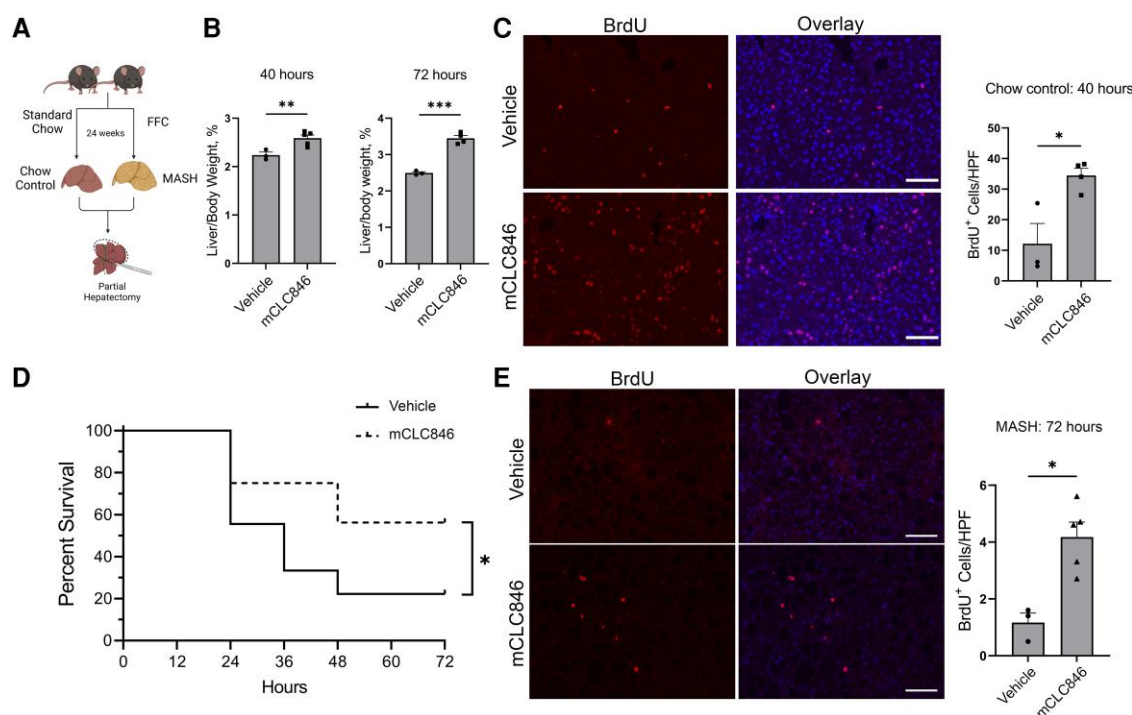 A
Standard
Chow
24 weeks
FFC
Chow
Control
MASH
Partial
Hepatectomy
B
40 hours
**
Liver/Body Weight, %
3
2
1
0
Vehicle
mCLC846
72 hours
***
Liver/body weight, %
4
3
2
1
0
Vehicle
mCLC846
C
BrdU
Overlay
Vehicle
mCLC846
Chow control: 40 hours
*
BrdU+ Cells/HPF
50
40
30
20
10
0
Vehicle
mCLC846
D
Vehicle
mCLC846
Percent Survival
100
80
60
40
20
0
*
0 12 24 36 48 60 72
Hours
E
BrdU
Overlay
Vehicle
mCLC846
MASH: 72 hours
*
BrdU+ Cells/HPF
6
4
2
0
Vehicle
mCLC846